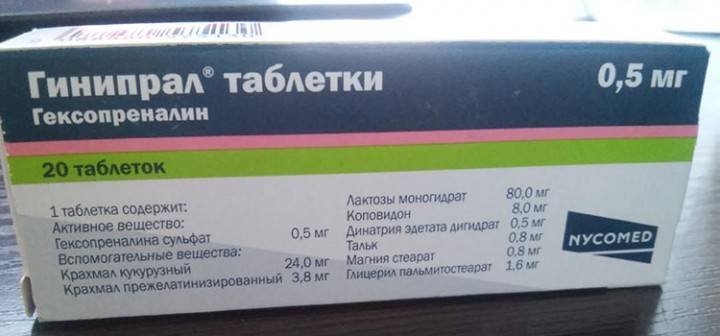 Гинипрал® таблетки
0,5 мг
Гексопреналин
20 таблеток
1 таблетка содержит:
Активное вещество:
Гексопреналина сульфат 0,5 мг
Вспомогательные вещества:
Крахмал кукурузный 24,0 мг
Крахмал прежелатинизированный 3,8 мг
Лактозы моногидрат 80,0 мг
Коповидон 8,0 мг
Динатрия эдетата дигидрат 0,5 мг
Тальк 0,8 мг
Магния стеарат 0,8 мг
Глицерил пальмитостеарат 1,6 мг
NYCOMED